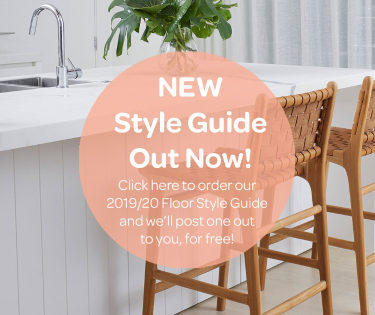 NEW
Style Guide
Out Now!
Click here to order our
2019/20 Floor Style Guide
and we'll post one out
to you, for free!